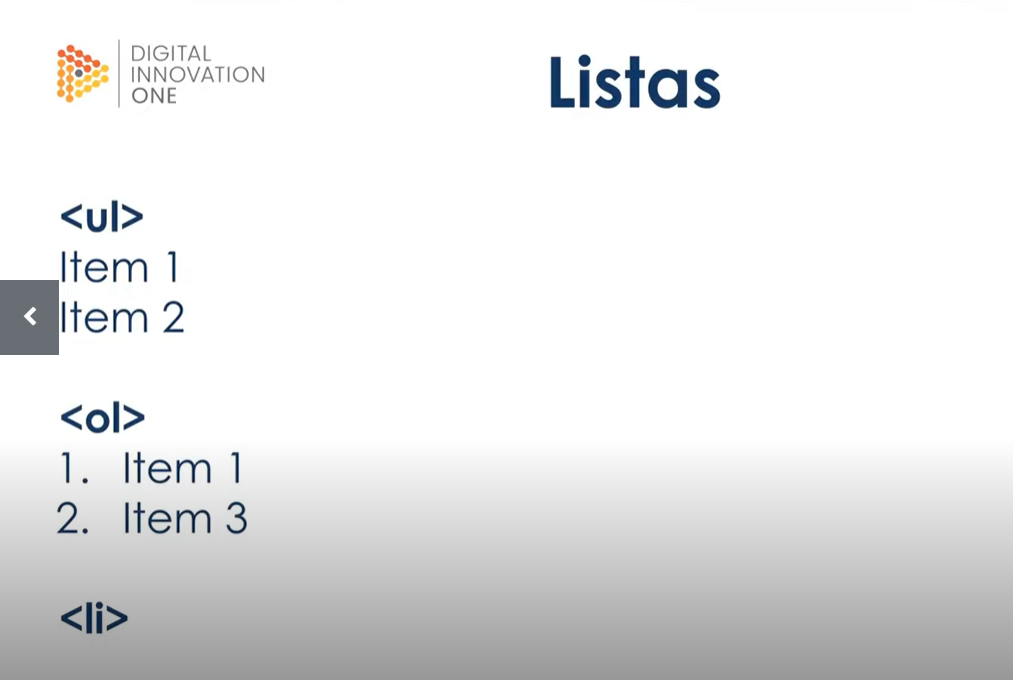 DIGITAL
INNOVATION
ONE
Listas
<ul>
Item 1
Item 2
<ol>
1. Item 1
2. Item 3
<li>